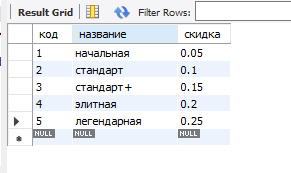 Result Grid Filter Rows:
код название скидка
1 начальная 0.05
2 стандарт 0.1
3 стандарт+ 0.15
4 элитная 0.2
5 легендарная 0.25
NULL NULL NULL